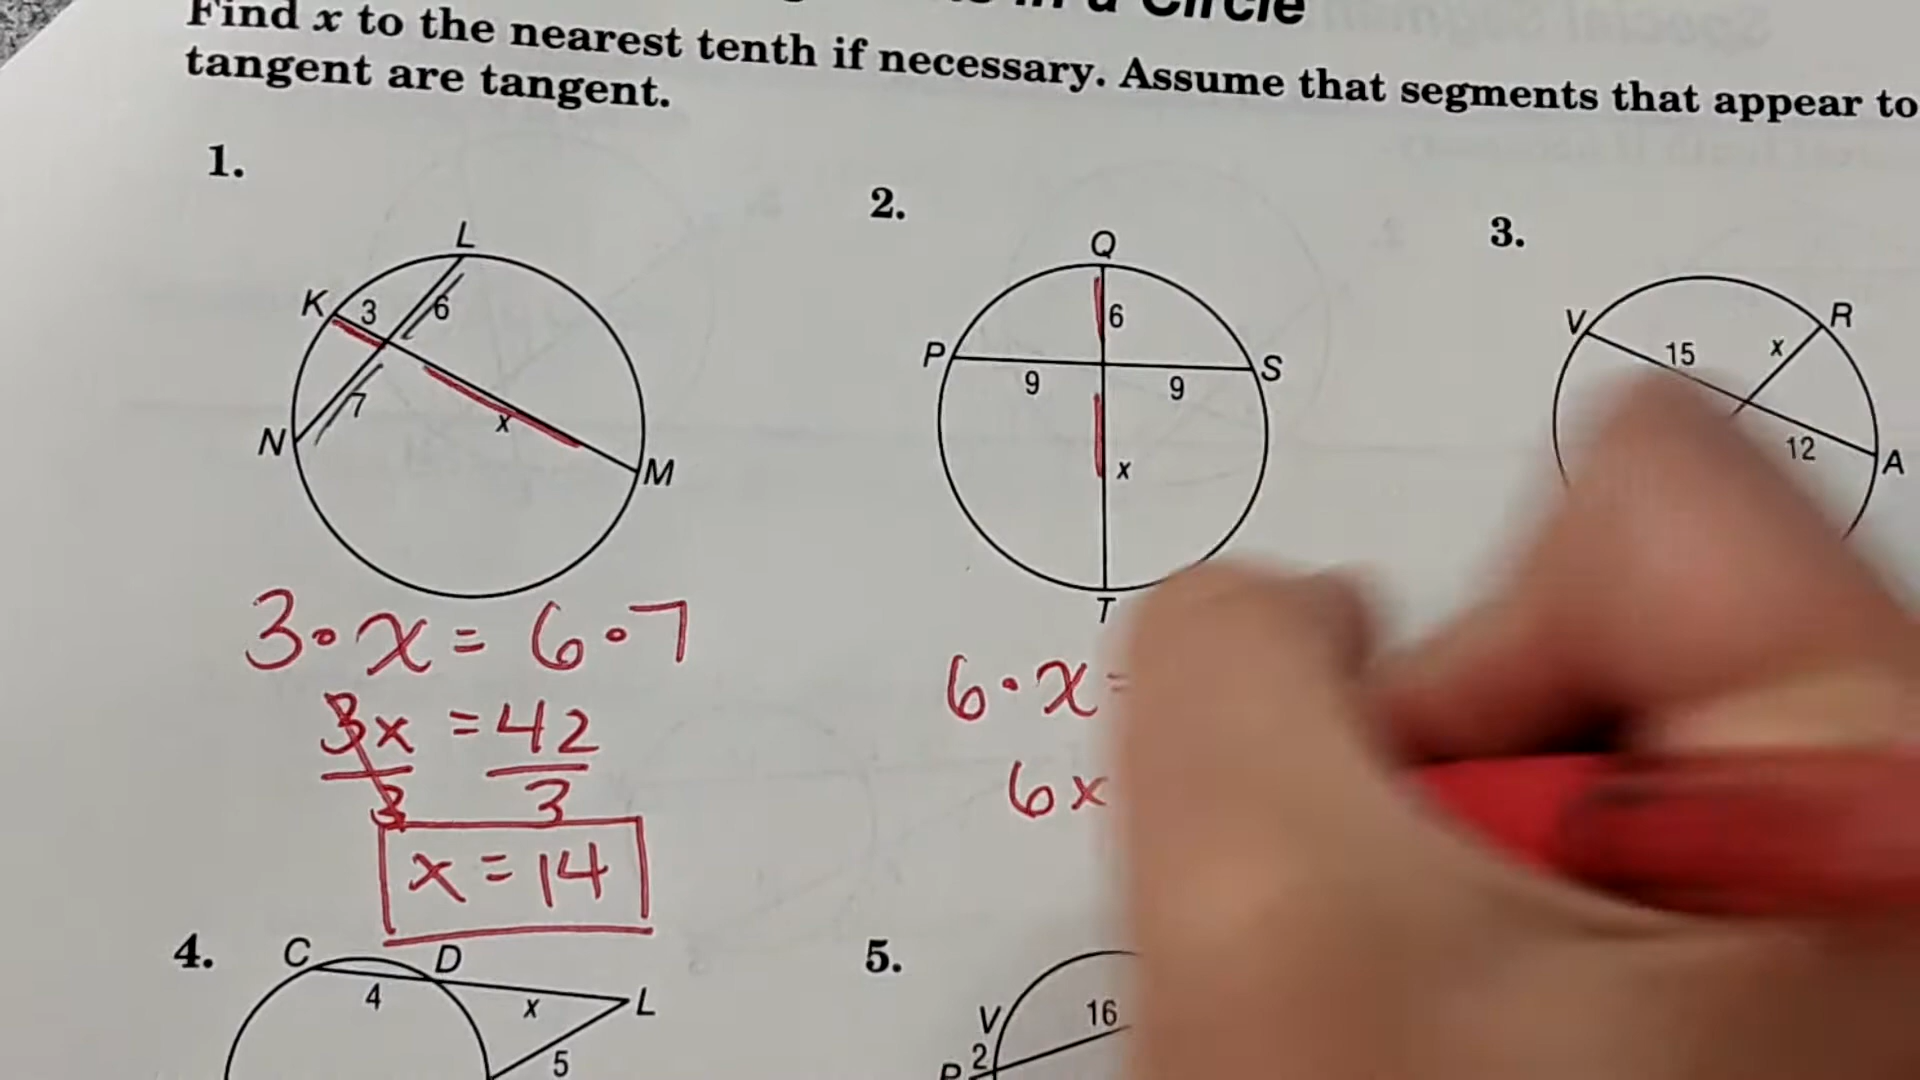 in a Circle
Find x to the nearest tenth if necessary. Assume that segments that appear to
tangent are tangent.
1.
L
K
3
6
7
N
x
M
3·x = 6·7
3x = 42
3 3
x = 14
2.
Q
6
P
S
9
9
x
T
6·x =
6x
3.
V
R
15
x
12
A
4.
C
D
4
x
L
5
5.
V
16
2